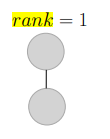 rank = 1